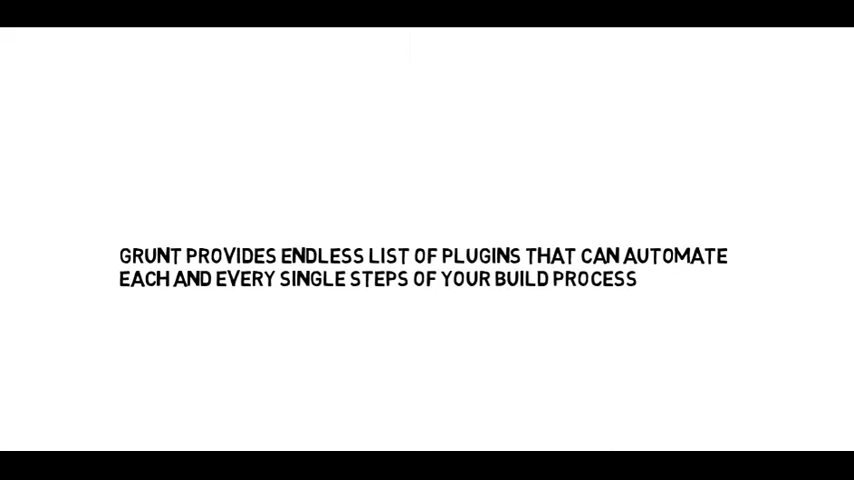 GRUNT PROVIDES ENDLESS LIST OF PLUGINS THAT CAN AUTOMATE
EACH AND EVERY SINGLE STEPS OF YOUR BUILD PROCESS